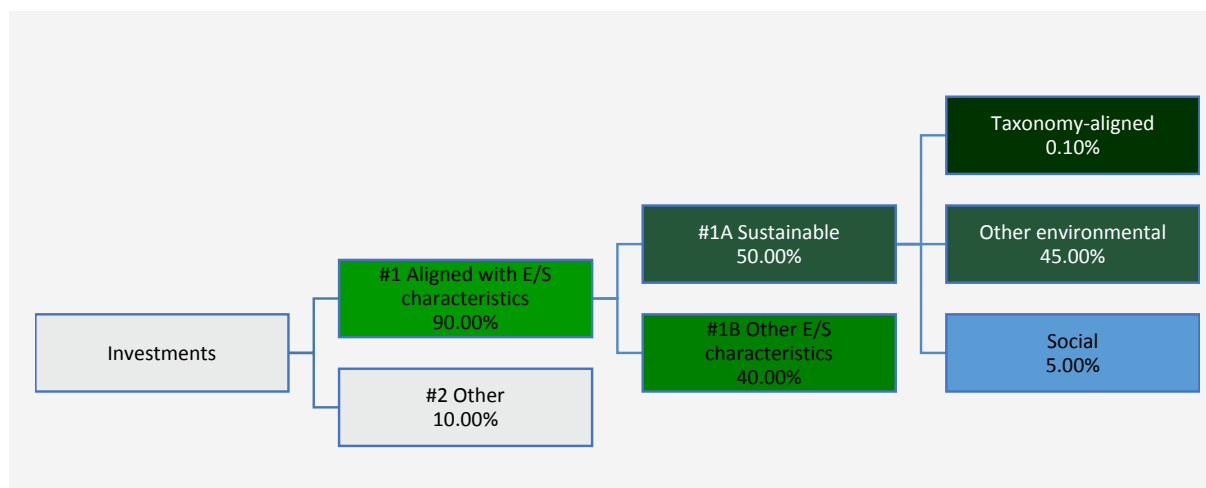 Investments
#1 Aligned with E/S
characteristics
90.00%
#2 Other
10.00%
#1A Sustainable
50.00%
#1B Other E/S
characteristics
40.00%
Taxonomy-aligned
0.10%
Other environmental
45.00%
Social
5.00%